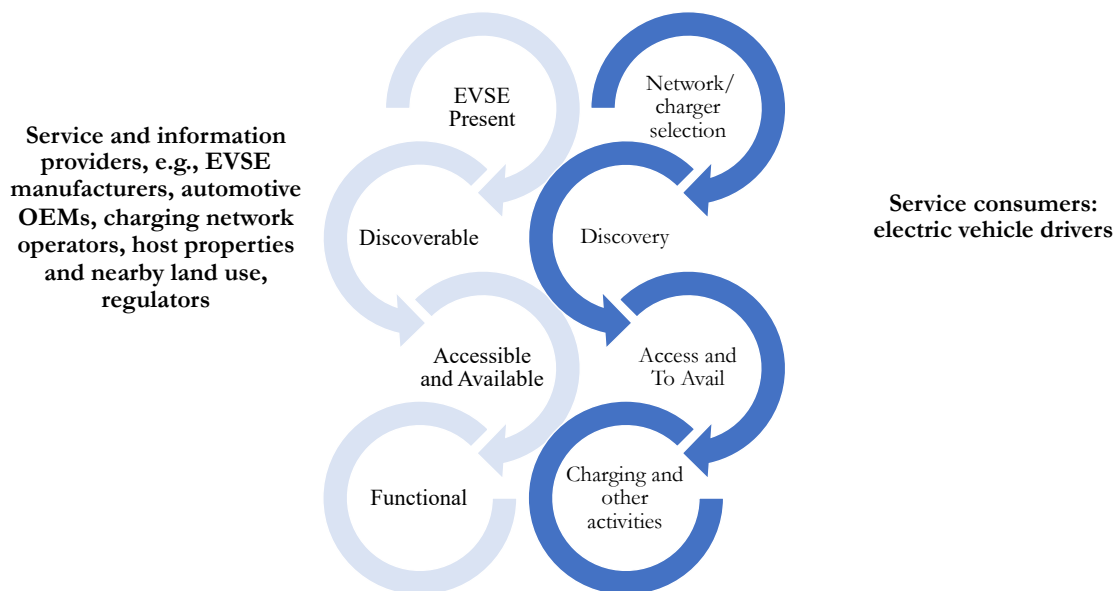 Service and information
providers, e.g., EVSE
manufacturers, automotive
OEMs, charging network
operators, host properties
and nearby land use,
regulators
EVSE
Present
Discoverable
Accessible
and Available
Functional
Network/
charger
selection
Discovery
Access and
To Avail
Charging and
other
activities
Service consumers:
electric vehicle drivers